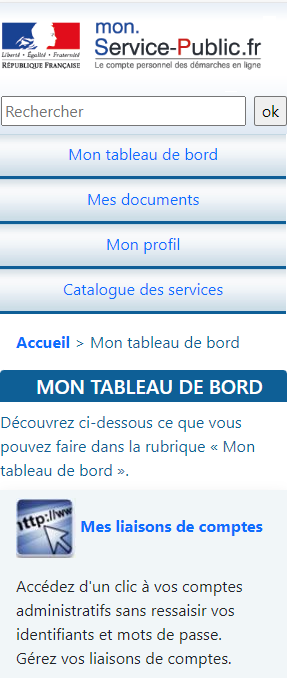 Liberté • Égalité • Fraternité
RÉPUBLIQUE FRANÇAISE
mon.
Service-Public.fr
Le compte personnel des démarches en ligne
Rechercher
ok
Mon tableau de bord
Mes documents
Mon profil
Catalogue des services
Accueil > Mon tableau de bord
MON TABLEAU DE BORD
Découvrez ci-dessous ce que vous
pouvez faire dans la rubrique « Mon
tableau de bord ».
http://ww
Mes liaisons de comptes
Accédez d'un clic à vos comptes
administratifs sans ressaisir vos
identifiants et mots de passe.
Gérez vos liaisons de comptes.